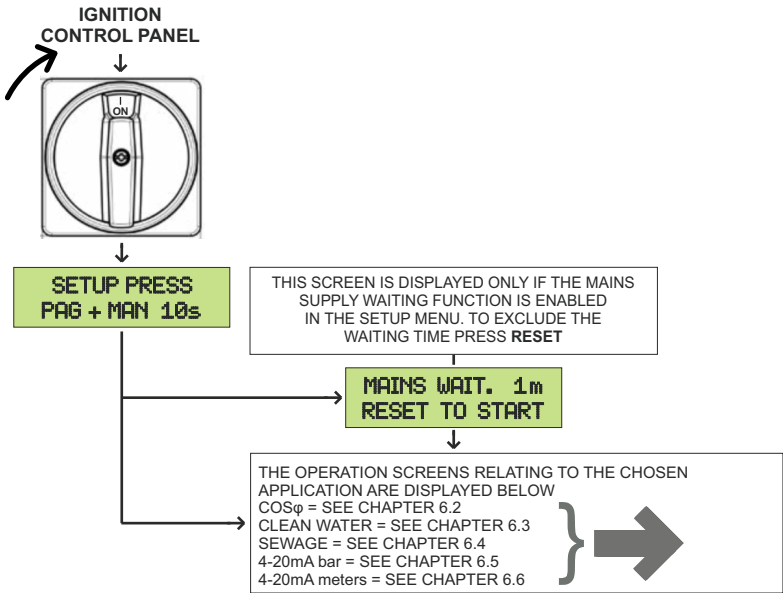 IGNITION
CONTROL PANEL
I
ON
SETUP PRESS
PAG + MAN 10s
THIS SCREEN IS DISPLAYED ONLY IF THE MAINS
SUPPLY WAITING FUNCTION IS ENABLED
IN THE SETUP MENU. TO EXCLUDE THE
WAITING TIME PRESS RESET
MAINS WAIT. 1m
RESET TO START
THE OPERATION SCREENS RELATING TO THE CHOSEN
APPLICATION ARE DISPLAYED BELOW
COSφ = SEE CHAPTER 6.2
CLEAN WATER = SEE CHAPTER 6.3
SEWAGE = SEE CHAPTER 6.4
4-20mA bar = SEE CHAPTER 6.5
4-20mA meters = SEE CHAPTER 6.6